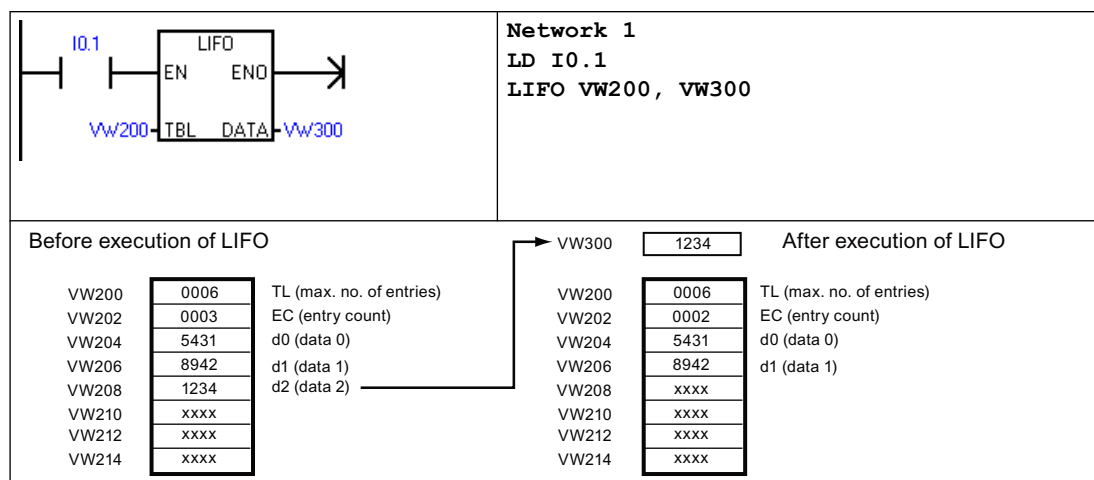 I0.1
LIFO
EN ENO
VW200 TBL DATA VW300
Network 1
LD I0.1
LIFO VW200, VW300
Before execution of LIFO
VW200 0006 TL (max. no. of entries)
VW202 0003 EC (entry count)
VW204 5431 d0 (data 0)
VW206 8942 d1 (data 1)
VW208 1234 d2 (data 2)
VW210 xxxx
VW212 xxxx
VW214 xxxx
VW300 1234 After execution of LIFO
VW200 0006 TL (max. no. of entries)
VW202 0002 EC (entry count)
VW204 5431 d0 (data 0)
VW206 8942 d1 (data 1)
VW208 xxxx
VW210 xxxx
VW212 xxxx
VW214 xxxx